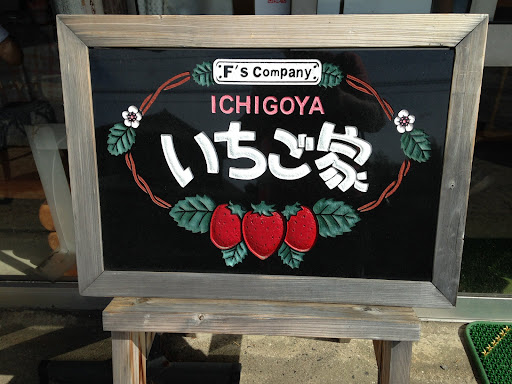 F's Company
ICHIGOYA
いちご家